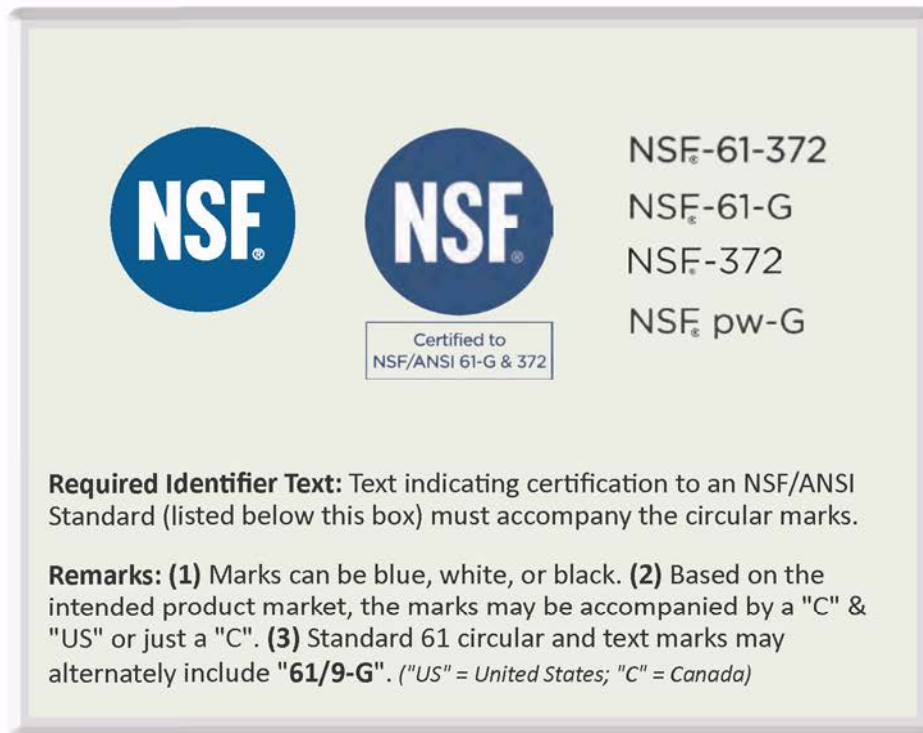 NSF®
NSF®
Certified to
NSF/ANSI 61-G & 372
NSF®-61-372
NSF®-61-G
NSF®-372
NSF® pw-G
Required Identifier Text: Text indicating certification to an NSF/ANSI
Standard (listed below this box) must accompany the circular marks.
Remarks: (1) Marks can be blue, white, or black. (2) Based on the
intended product market, the marks may be accompanied by a "C" &
"US" or just a "C". (3) Standard 61 circular and text marks may
alternately include "61/9-G". ("US" = United States; "C" = Canada)